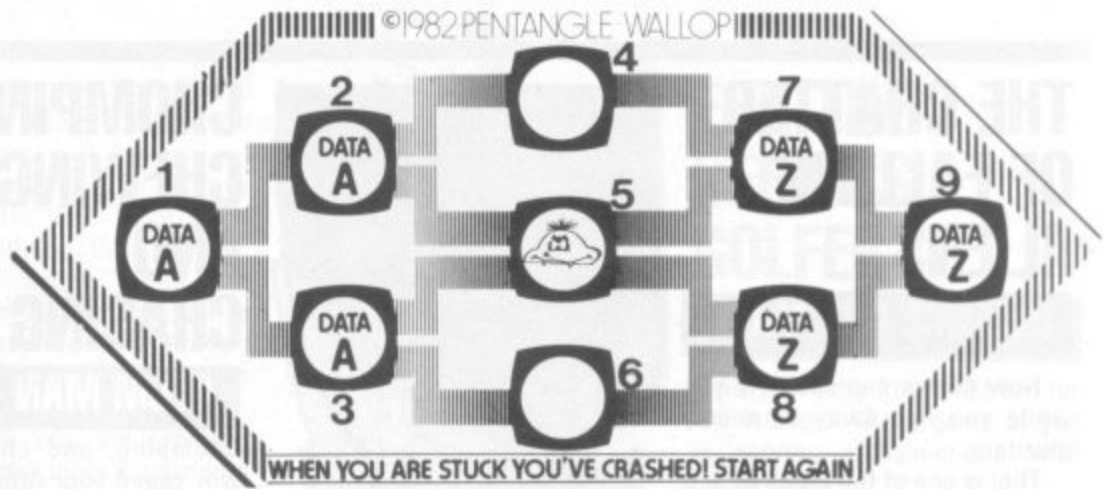 ©1982 PENTANGLE WALLOP
4
2
7
DATA
A
DATA
Z
1
5
9
DATA
A
DATA
Z
DATA
A
DATA
Z
3
6
8
WHEN YOU ARE STUCK YOU'VE CRASHED! START AGAIN